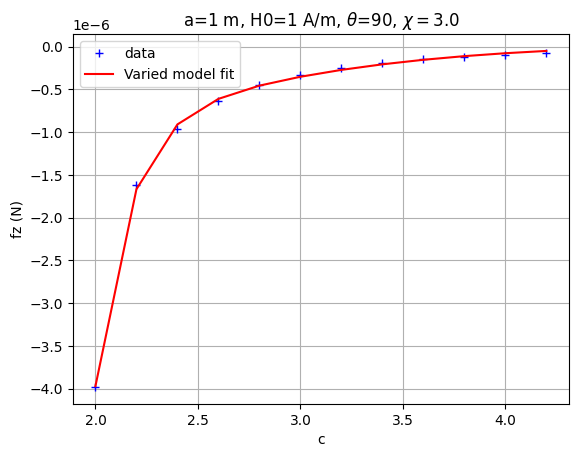 a=1 m, H0=1 A/m, θ=90, χ = 3.0
1e−6
data
Varied model fit
0.0
−0.5
−1.0
−1.5
−2.0
−2.5
−3.0
−3.5
−4.0
fz (N)
2.0 2.5 3.0 3.5 4.0
c